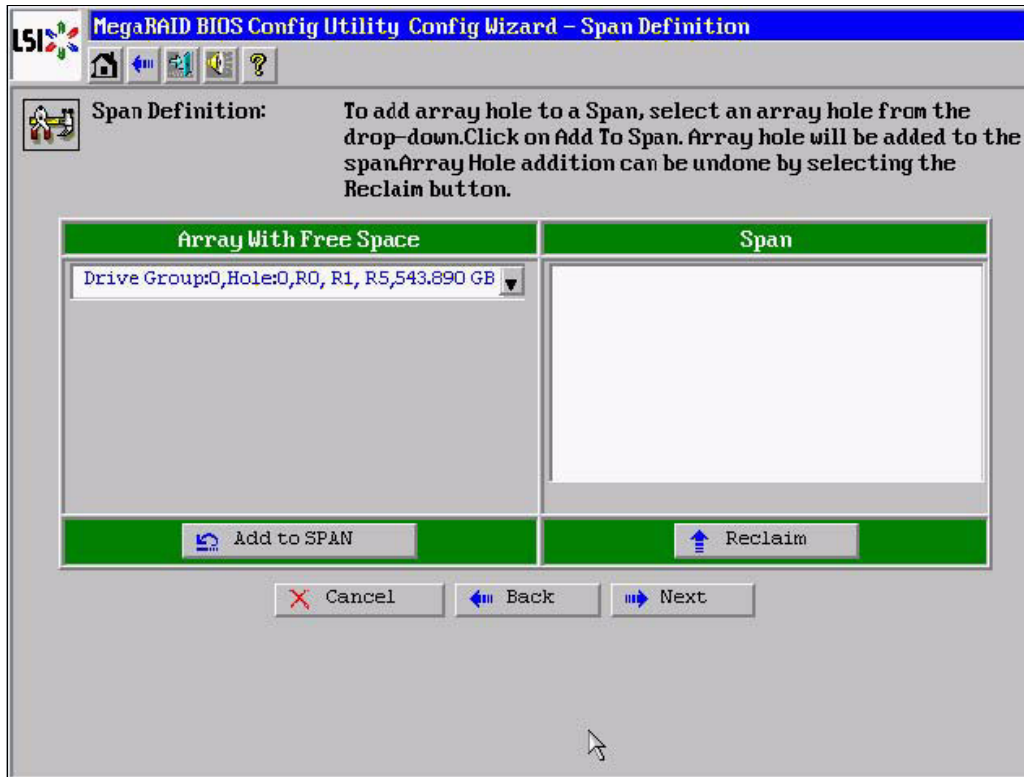 LSI
MegaRAID BIOS Config Utility Config Wizard – Span Definition
?
Span Definition:
To add array hole to a Span, select an array hole from the
drop-down.Click on Add To Span. Array hole will be added to the
span.Array Hole addition can be undone by selecting the
Reclaim button.
Array With Free Space
Span
Drive Group:0,Hole:0,R0, R1, R5,543.890 GB
Add to SPAN
Reclaim
Cancel
Back
Next